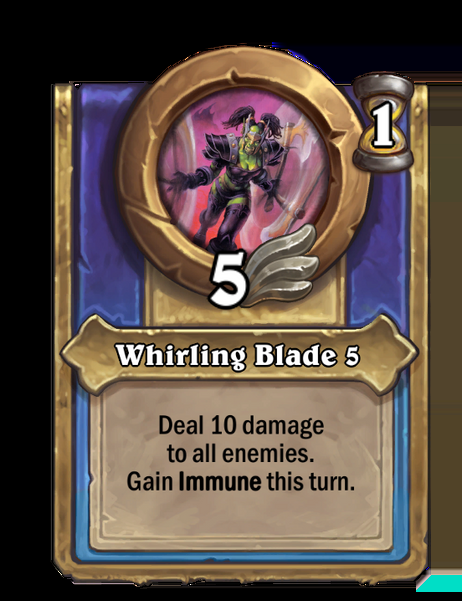 1
5
Whirling Blade 5
Deal 10 damage
to all enemies.
Gain Immune this turn.